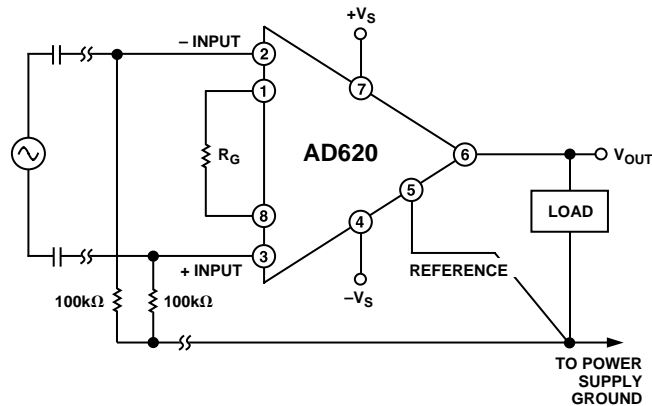 +VS
– INPUT
2
1
7
RG
AD620
6
VOUT
5
8
4
LOAD
3
+ INPUT
REFERENCE
100kΩ
100kΩ
–VS
TO POWER
SUPPLY
GROUND